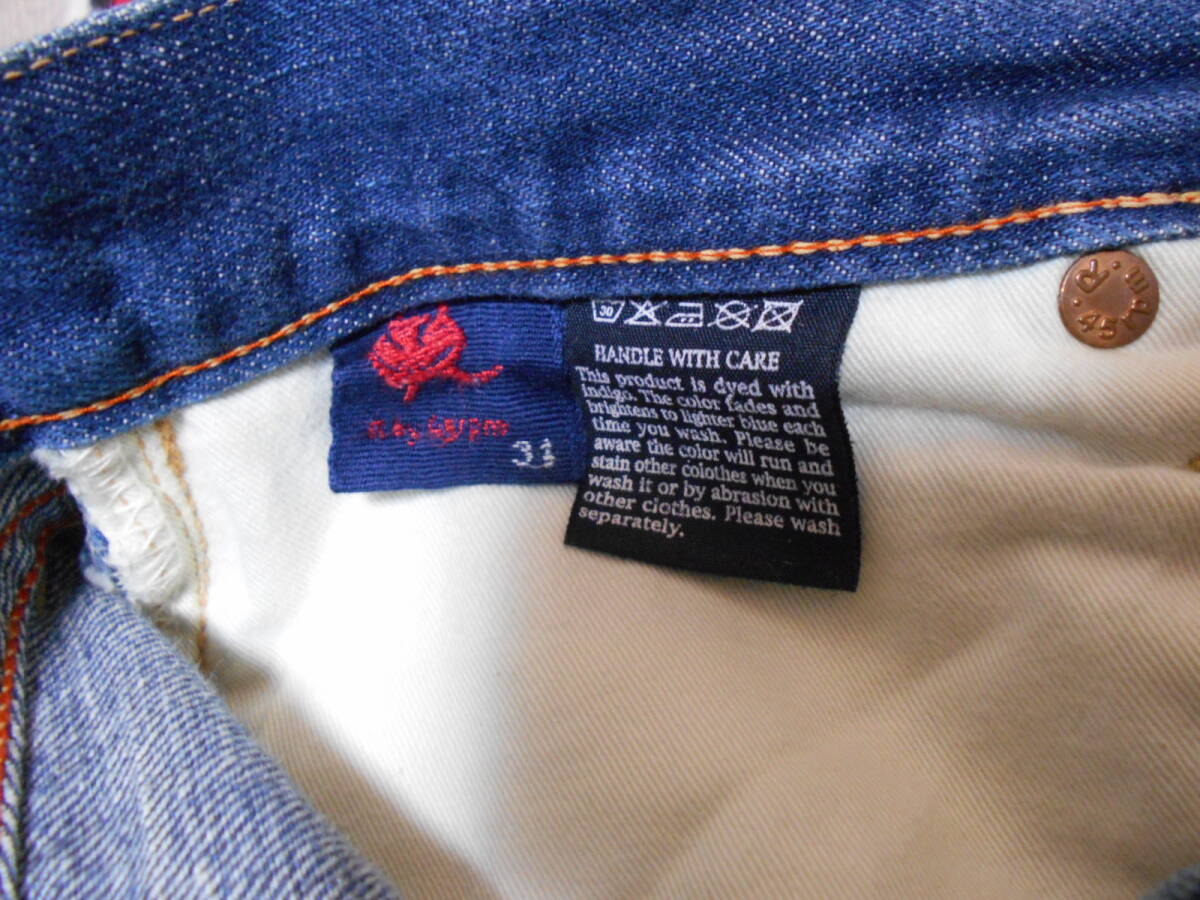 30
HANDLE WITH CARE
This product is dyed with
indigo. The color fades and
brightens to lighter blue each
time you wash. Please be
aware the color will run and
stain other colothes when you
wash it or by abrasion with
other clothes. Please wash
separately.
45rpm
31
R
45rpm